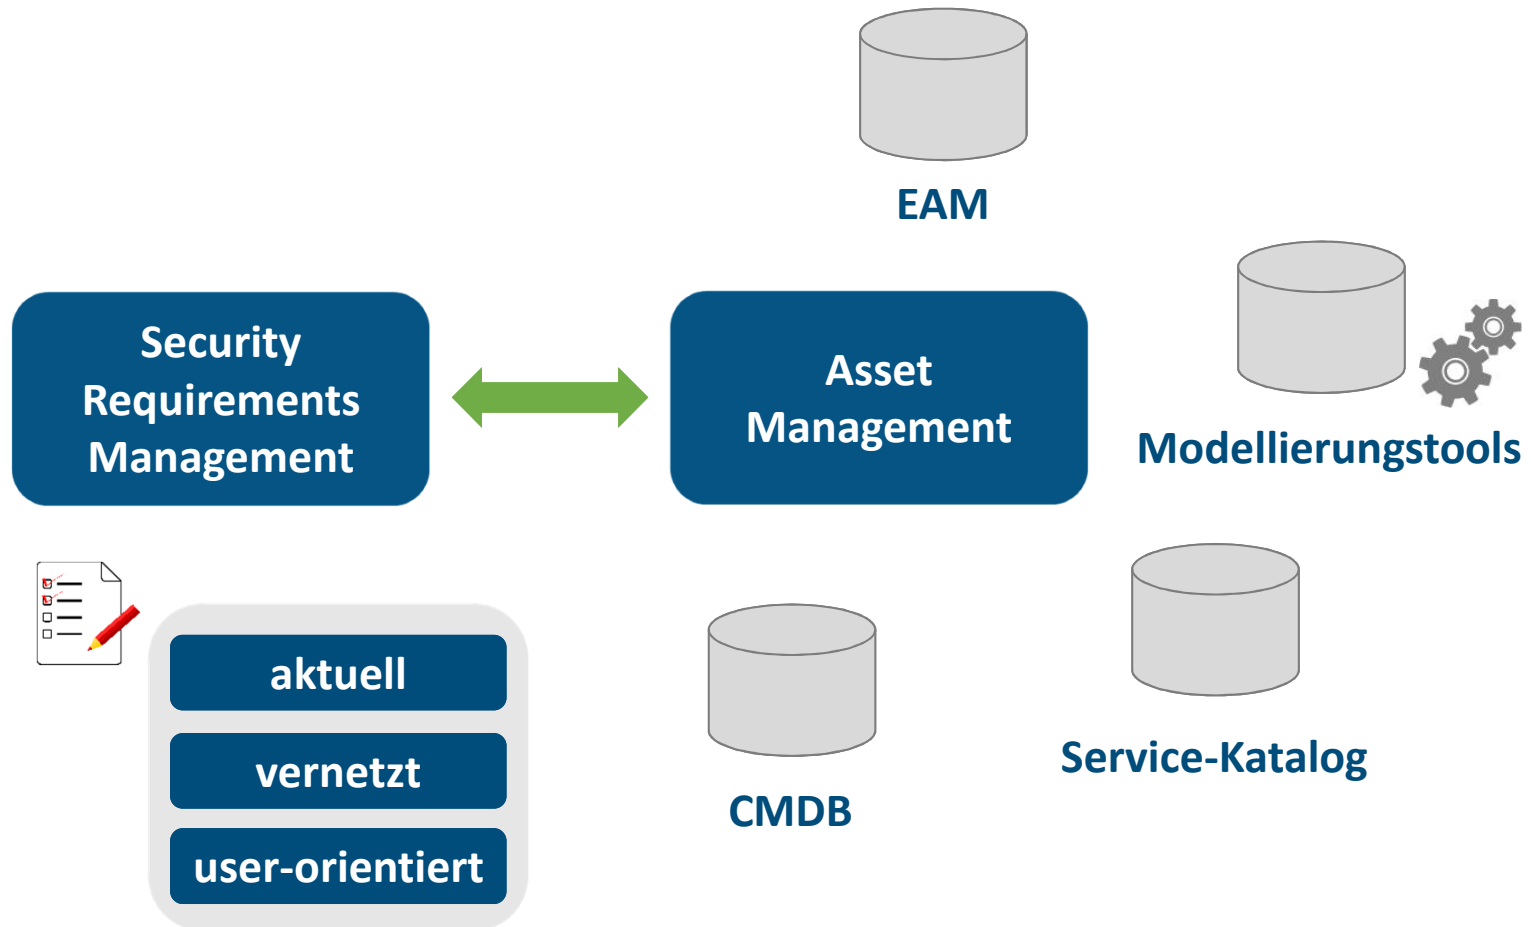 EAM
Security
Requirements
Management
Asset
Management
Modellierungstools
aktuell
vernetzt
user-orientiert
CMDB
Service-Katalog